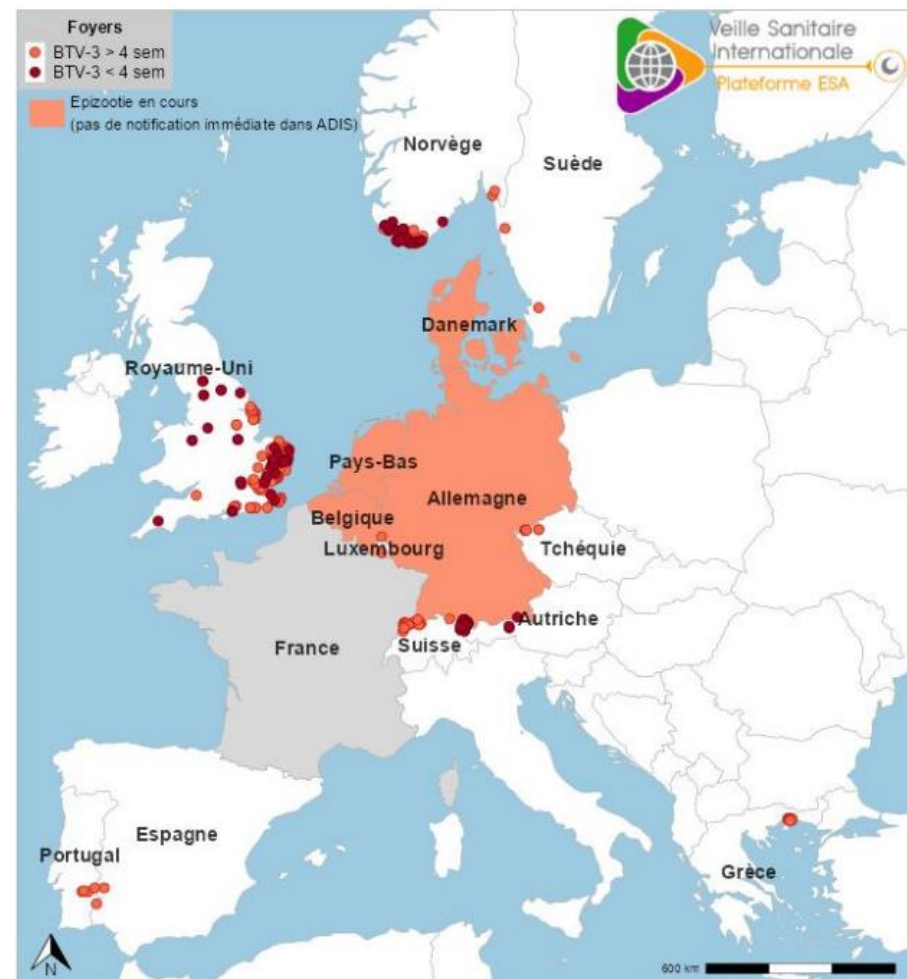 Foyers
BTV-3 > 4 sem
BTV-3 < 4 sem
Epizootie en cours
(pas de notification immédiate dans ADIS)
Veille Sanitaire
Internationale
Plateforme ESA
Norvège
Suède
Danemark
Royaume-Uni
Pays-Bas
Allemagne
Belgique
Luxembourg
Tchéquie
Autriche
France
Suisse
Espagne
Portugal
Grèce
N
600 km